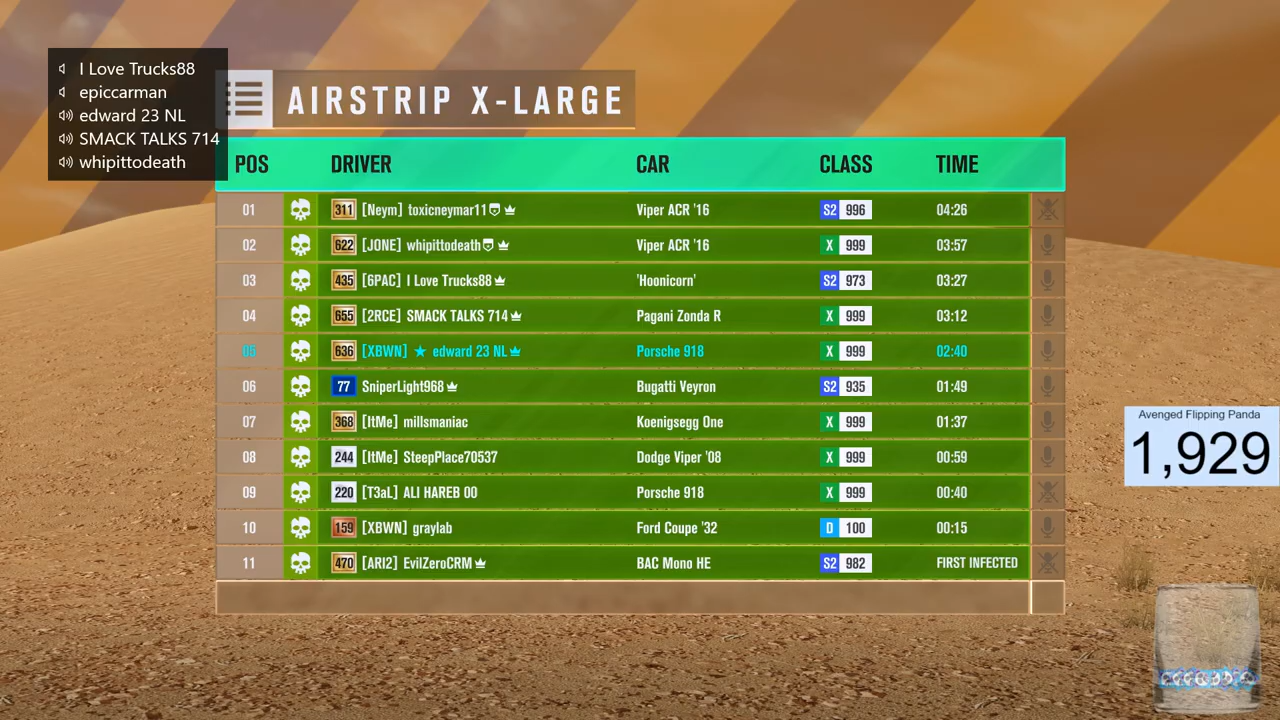 I Love Trucks88
epiccarman
edward 23 NL
SMACK TALKS 714
whipittodeath
AIRSTRIP X-LARGE
POS DRIVER CAR CLASS TIME
01 311 [Neym] toxicneymar11 Viper ACR '16 S2 996 04:26
02 622 [JONE] whipittodeath Viper ACR '16 X 999 03:57
03 435 [6PAC] I Love Trucks88 'Hoonicorn' S2 973 03:27
04 655 [2RCE] SMACK TALKS 714 Pagani Zonda R X 999 03:12
05 636 [XBWN] ★ edward 23 NL Porsche 918 X 999 02:40
06 77 SniperLight968 Bugatti Veyron S2 935 01:49
07 368 [ItMe] millsmaniac Koenigsegg One X 999 01:37
08 244 [ItMe] SteepPlace70537 Dodge Viper '08 X 999 00:59
09 220 [T3aL] ALI HAREB 00 Porsche 918 X 999 00:40
10 159 [XBWN] graylab Ford Coupe '32 D 100 00:15
11 470 [ARI2] EvilZeroCRM BAC Mono HE S2 982 FIRST INFECTED
Avenged Flipping Panda
1,929